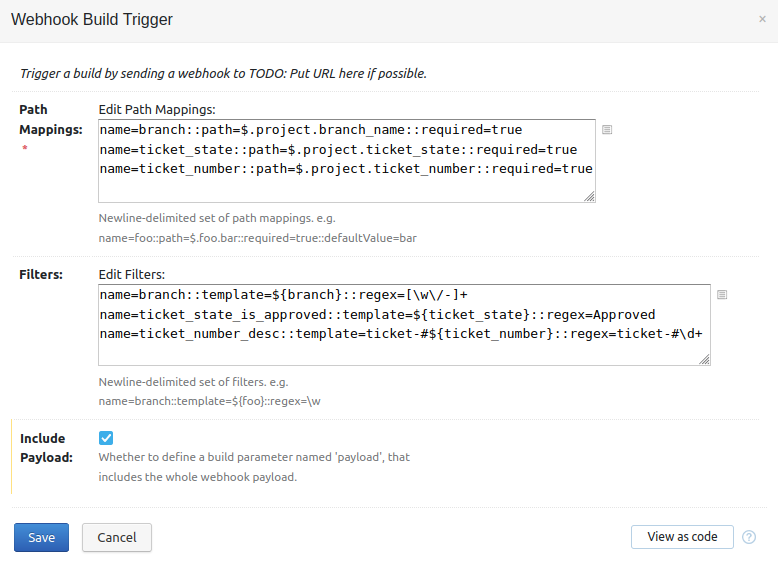 Webhook Build Trigger
×
Trigger a build by sending a webhook to TODO: Put URL here if possible.
Path Mappings: *
Edit Path Mappings:
name=branch::path=$.project.branch_name::required=true
name=ticket_state::path=$.project.ticket_state::required=true
name=ticket_number::path=$.project.ticket_number::required=true
Newline-delimited set of path mappings. e.g.
name=foo::path=$.foo.bar::required=true::defaultValue=bar
Filters:
Edit Filters:
name=branch::template=${branch}::regex=[\w\/-]+
name=ticket_state_is_approved::template=${ticket_state}::regex=Approved
name=ticket_number_desc::template=ticket-#${ticket_number}::regex=ticket-#\d+
Newline-delimited set of filters. e.g.
name=branch::template=${foo}::regex=\w
Include Payload:
Whether to define a build parameter named 'payload', that
includes the whole webhook payload.
Save
Cancel
View as code
?